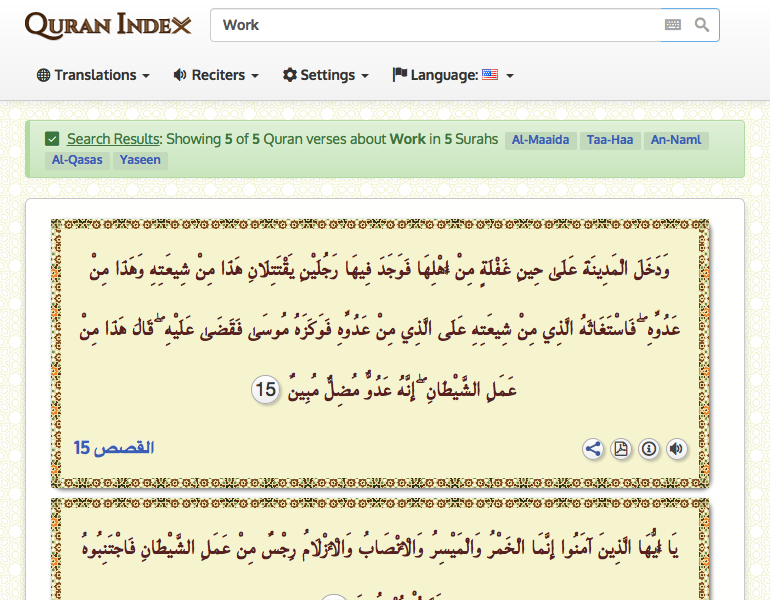 QURAN INDEX
Work
Translations
Reciters
Settings
Language:
Search Results: Showing 5 of 5 Quran verses about Work in 5 Surahs Al-Maaida Taa-Haa An-Naml
Al-Qasas Yaseen
وَدَخَلَ الْمَدِينَةَ عَلَىٰ حِينِ غَفْلَةٍ مِنْ أَهْلِهَا فَوَجَدَ فِيهَا رَجُلَيْنِ يَقْتَتِلَانِ هَٰذَا مِنْ شِيعَتِهِ وَهَٰذَا مِنْ
عَدُوِّهِ ۖ فَاسْتَغَاثَهُ الَّذِي مِنْ شِيعَتِهِ عَلَى الَّذِي مِنْ عَدُوِّهِ فَوَكَزَهُ مُوسَىٰ فَقَضَىٰ عَلَيْهِ ۖ قَالَ هَٰذَا مِنْ
عَمَلِ الشَّيْطَانِ ۖ إِنَّهُ عَدُوٌّ مُضِلٌّ مُبِينٌ 15
القصص 15
يَا أَيُّهَا الَّذِينَ آمَنُوا إِنَّمَا الْخَمْرُ وَالْمَيْسِرُ وَالْأَنْصَابُ وَالْأَزْلَامُ رِجْسٌ مِنْ عَمَلِ الشَّيْطَانِ فَاجْتَنِبُوهُ